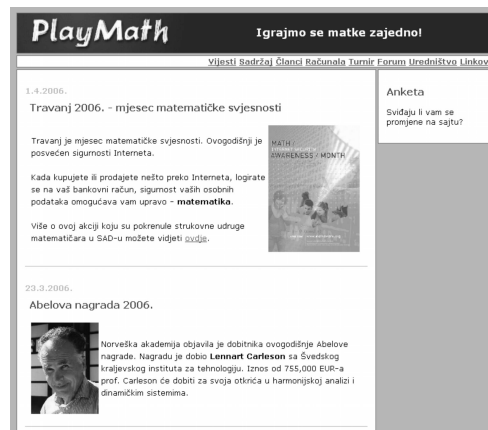 PlayMath
Igrajmo se matke zajedno!
Vijesti Sadržaj Članci Računala Turnir Forum Uredništvo Linkov
1.4.2006.
Travanj 2006. - mjesec matematičke svjesnosti
Travanj je mjesec matematičke svjesnosti. Ovogodišnji je
posvećen sigurnosti Interneta.
Kada kupujete ili prodajete nešto preko Interneta, logirate
se na vaš bankovni račun, sigurnost vaših osobnih
podataka omogućava vam upravo - matematika.
Više o ovoj akciji koju su pokrenule strukovne udruge
matematičara u SAD-u možete vidjeti ovdje.
MATH
AWARENESS MONTH
23.3.2006.
Abelova nagrada 2006.
Norveška akademija objavila je dobitnika ovogodišnje Abelove
nagrade. Nagradu je dobio Lennart Carleson sa Švedskog
kraljevskog instituta za tehnologiju. Iznos od 755,000 EUR-a
prof. Carleson će dobiti za svoja otkrića u harmonijskoj analizi i
dinamičkim sistemima.
Anketa
Sviđaju li vam se
promjene na sajtu?